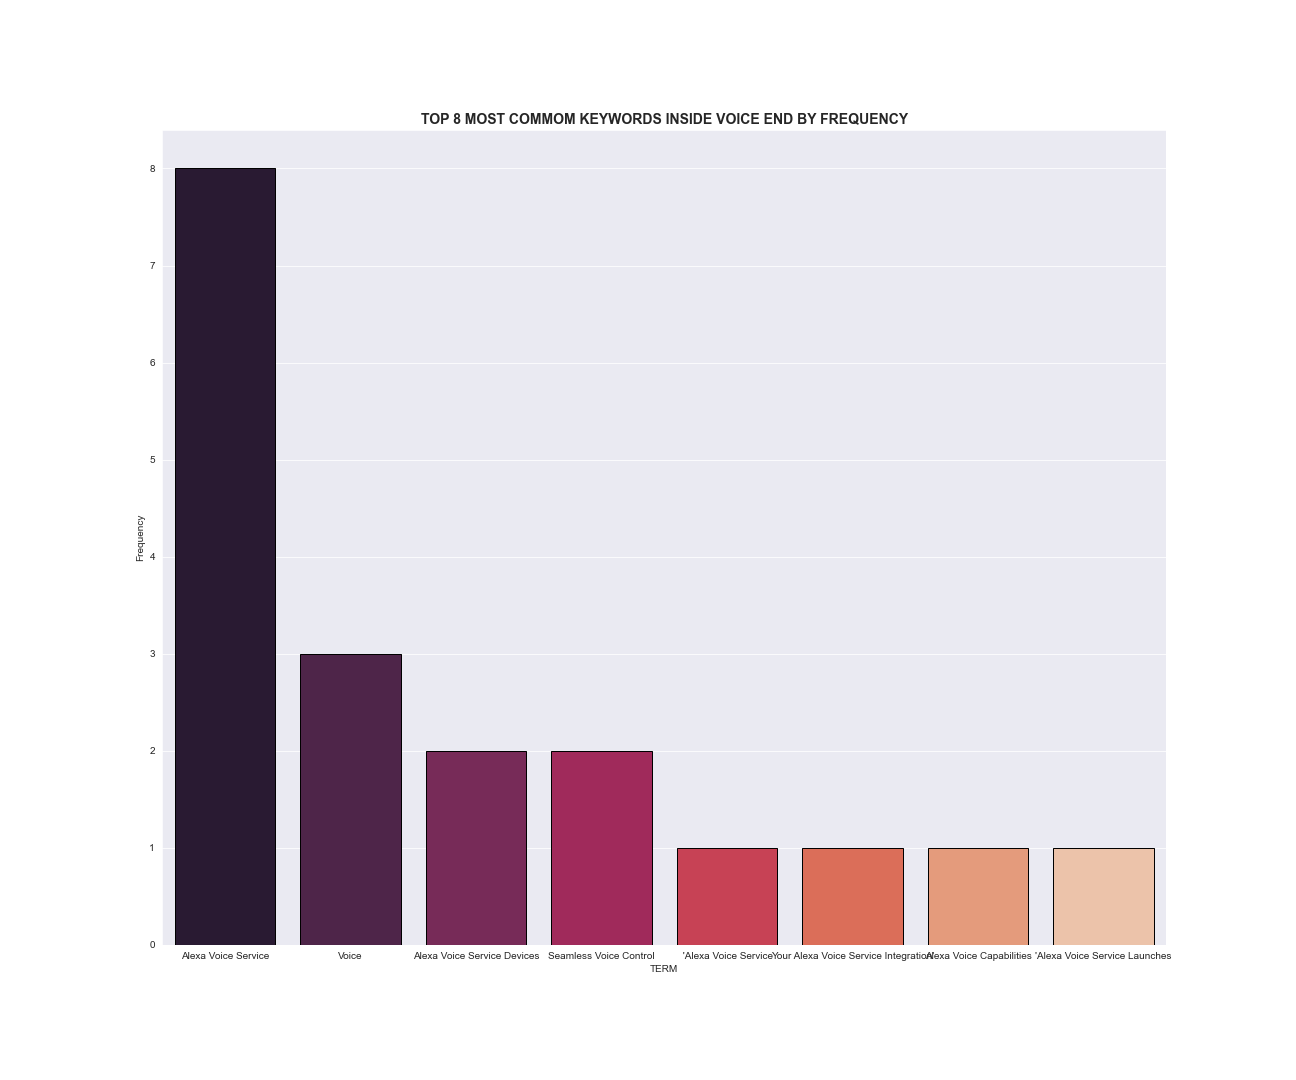 TOP 8 MOST COMMOM KEYWORDS INSIDE VOICE END BY FREQUENCY
8
7
6
5
4
3
2
1
0
Frequency
Alexa Voice Service
Voice
Alexa Voice Service Devices
Seamless Voice Control
'Alexa Voice Service
Your Alexa Voice Service Integration
Alexa Voice Capabilities
'Alexa Voice Service Launches
TERM